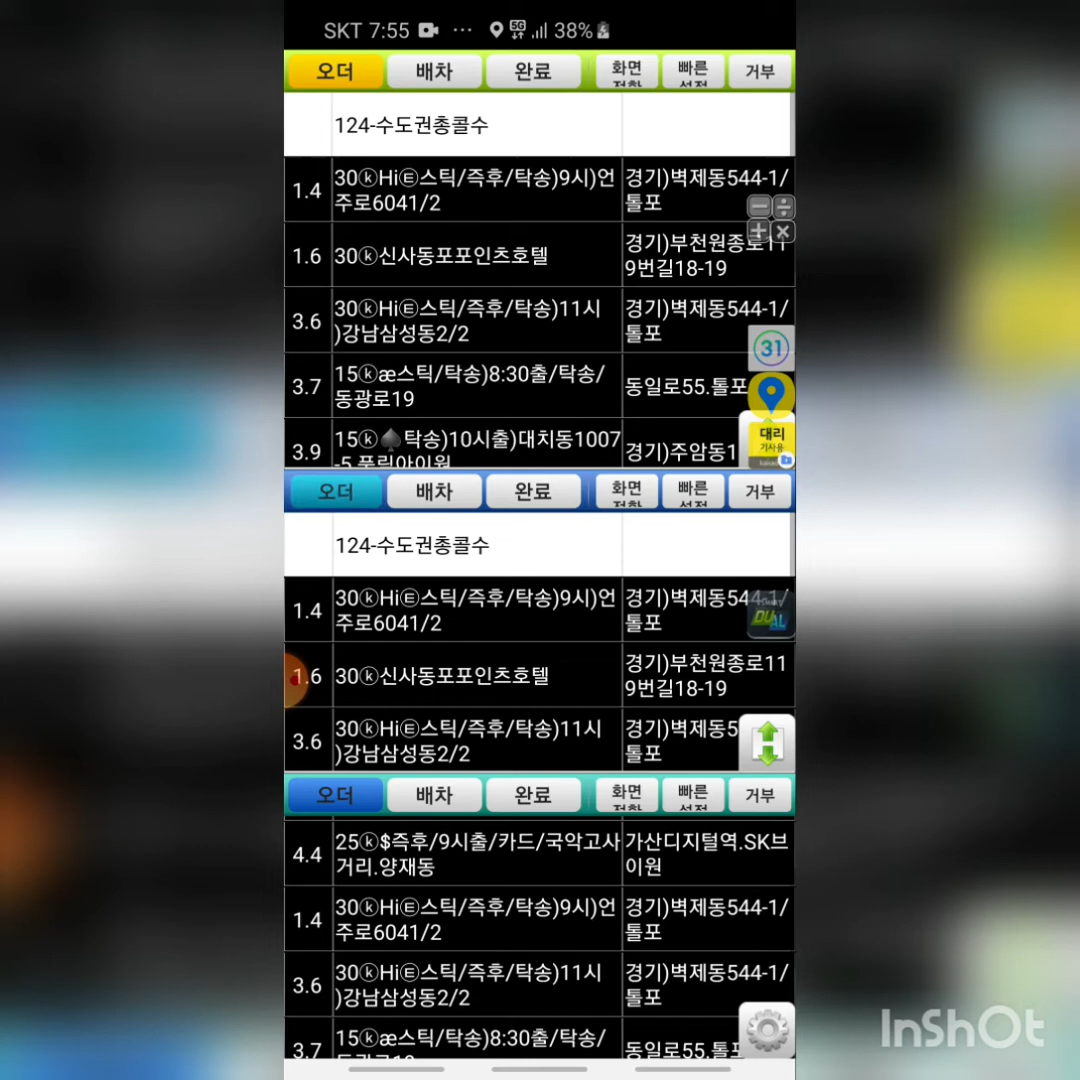 SKT 7:55 ··· 5G 38%
오더 배차 완료 화면 빠른 거부
124-수도권총콜수
1.4 30ⓚHiⒺ스틱/즉후/탁송)9시)언 경기)벽제동544-1/
주로6041/2 톨포
1.6 30ⓚ신사동포포인츠호텔 경기)부천원종로11
9번길18-19
3.6 30ⓚHiⒺ스틱/즉후/탁송)11시 경기)벽제동544-1/
)강남삼성동2/2 톨포
31
3.7 15ⓚæ스틱/탁송)8:30출/탁송/ 동일로55.톨포
동광로19
대리
기사용
3.9 15ⓚ♠탁송)10시출)대치동1007 경기)주암동1
-5.푸림아이원
오더 배차 완료 화면 빠른 거부
124-수도권총콜수
1.4 30ⓚHiⒺ스틱/즉후/탁송)9시)언 경기)벽제동544-1/
주로6041/2 톨포
DUAL
1.6 30ⓚ신사동포포인츠호텔 경기)부천원종로11
9번길18-19
3.6 30ⓚHiⒺ스틱/즉후/탁송)11시 경기)벽제동5
)강남삼성동2/2 톨포
오더 배차 완료 화면 빠른 거부
4.4 25ⓚ$즉후/9시출/카드/국악고사 가산디지털역.SK브
거리.양재동 이원
1.4 30ⓚHiⒺ스틱/즉후/탁송)9시)언 경기)벽제동544-1/
주로6041/2 톨포
3.6 30ⓚHiⒺ스틱/즉후/탁송)11시 경기)벽제동544-1/
)강남삼성동2/2 톨포
3.7 15ⓚæ스틱/탁송)8:30출/탁송/ 동일로55.톨포
InShOt